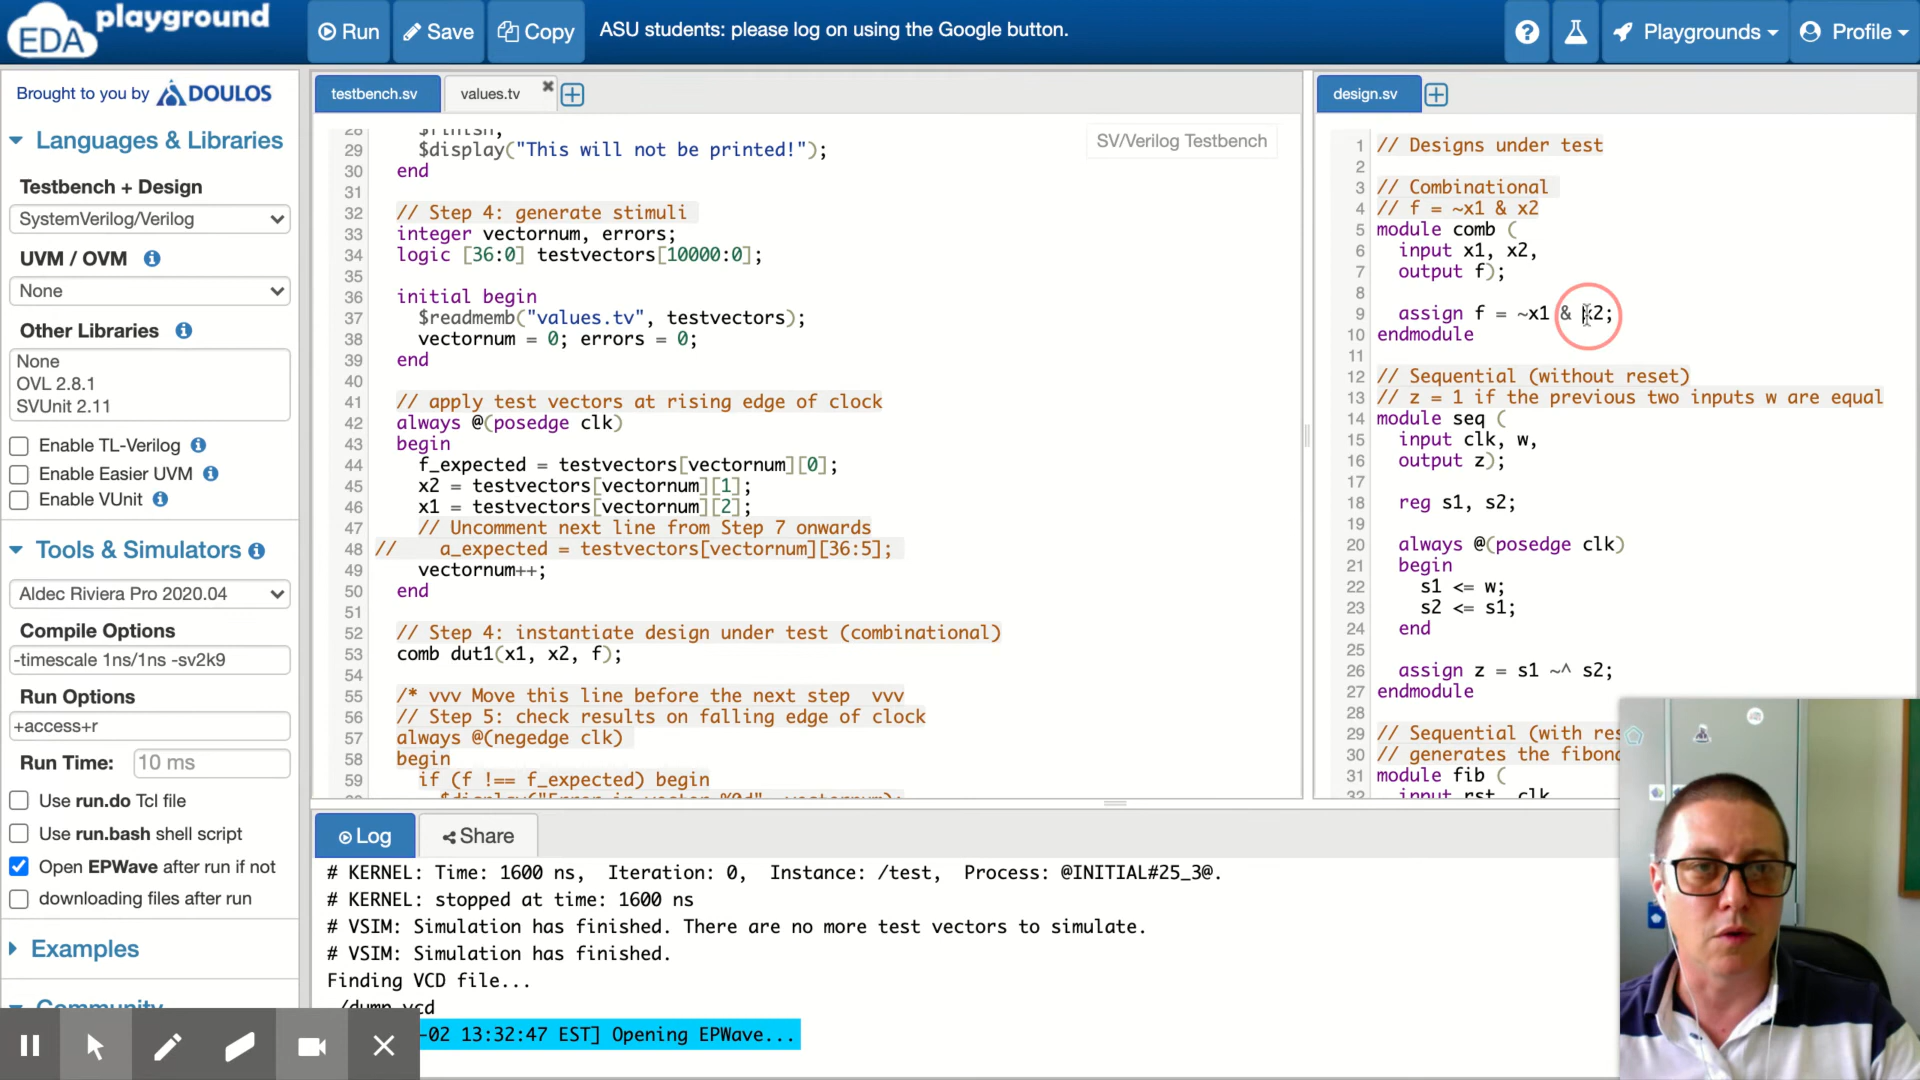 EDA playground
Run
Save
Copy
ASU students: please log on using the Google button.
Playgrounds
Profile
Brought to you by DOULOS
Languages & Libraries
Testbench + Design
SystemVerilog/Verilog
UVM / OVM
None
Other Libraries
None
OVL 2.8.1
SVUnit 2.11
Enable TL-Verilog
Enable Easier UVM
Enable VUnit
Tools & Simulators
Aldec Riviera Pro 2020.04
Compile Options
-timescale 1ns/1ns -sv2k9
Run Options
+access+r
Run Time: 10 ms
Use run.do Tcl file
Use run.bash shell script
Open EPWave after run if not
downloading files after run
Examples
Community
testbench.sv
values.tv
SV/Verilog Testbench
28 $finish;
29 $display("This will not be printed!");
30 end
31
32 // Step 4: generate stimuli
33 integer vectornum, errors;
34 logic [36:0] testvectors[10000:0];
35
36 initial begin
37 $readmemb("values.tv", testvectors);
38 vectornum = 0; errors = 0;
39 end
40
41 // apply test vectors at rising edge of clock
42 always @(posedge clk)
43 begin
44 f_expected = testvectors[vectornum][0];
45 x2 = testvectors[vectornum][1];
46 x1 = testvectors[vectornum][2];
47 // Uncomment next line from Step 7 onwards
48 // a_expected = testvectors[vectornum][36:5];
49 vectornum++;
50 end
51
52 // Step 4: instantiate design under test (combinational)
53 comb dut1(x1, x2, f);
54
55 /* vvv Move this line before the next step vvv
56 // Step 5: check results on falling edge of clock
57 always @(negedge clk)
58 begin
59 if (f !== f_expected) begin
$display("Error in vector %0d", vectornum);
design.sv
1 // Designs under test
2
3 // Combinational
4 // f = ~x1 & x2
5 module comb (
6 input x1, x2,
7 output f);
8
9 assign f = ~x1 & x2;
10 endmodule
11
12 // Sequential (without reset)
13 // z = 1 if the previous two inputs w are equal
14 module seq (
15 input clk, w,
16 output z);
17
18 reg s1, s2;
19
20 always @(posedge clk)
21 begin
22 s1 <= w;
23 s2 <= s1;
24 end
25
26 assign z = s1 ~^ s2;
27 endmodule
28
29 // Sequential (with res
30 // generates the fibon
31 module fib (
32 input rst, clk
Log
Share
# KERNEL: Time: 1600 ns, Iteration: 0, Instance: /test, Process: @INITIAL#25_3@.
# KERNEL: stopped at time: 1600 ns
# VSIM: Simulation has finished. There are no more test vectors to simulate.
# VSIM: Simulation has finished.
Finding VCD file...
./dump.vcd
-02 13:32:47 EST] Opening EPWave...